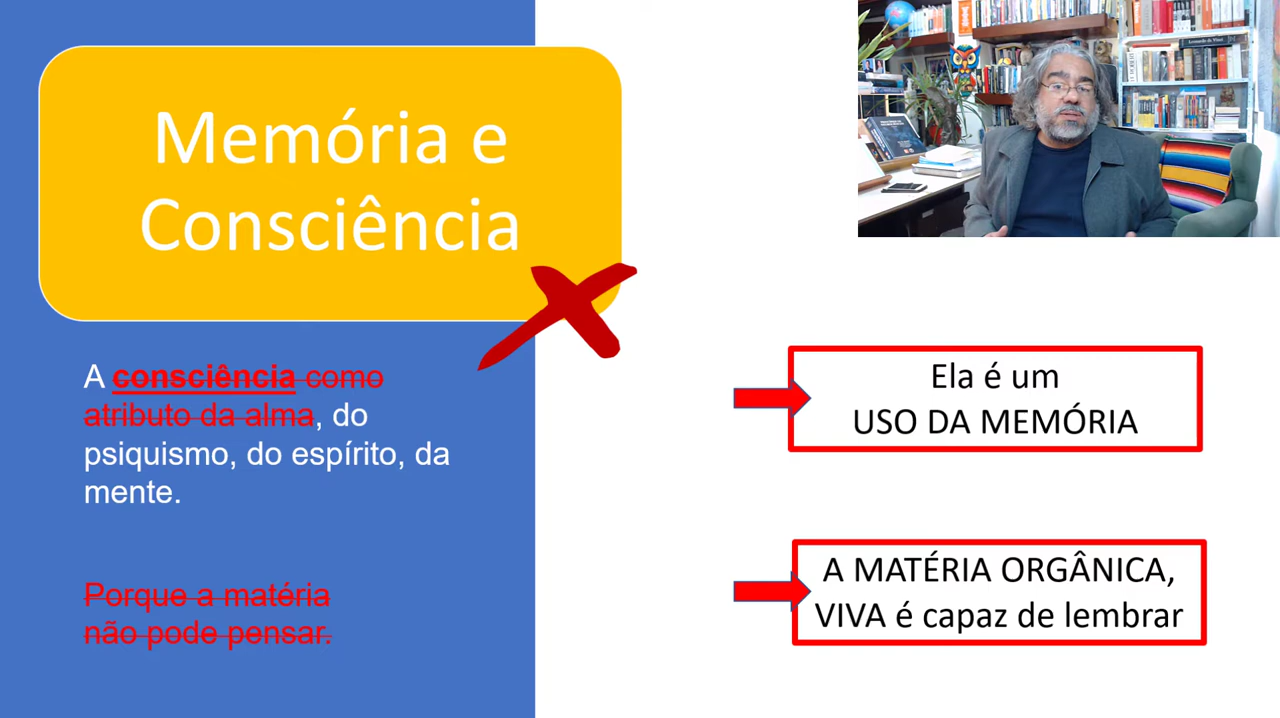 Memória e
Consciência
A consciência como
atributo da alma, do
psiquismo, do espírito, da
mente.
Porque a matéria
não pode pensar.
Ela é um
USO DA MEMÓRIA
A MATÉRIA ORGÂNICA,
VIVA é capaz de lembrar